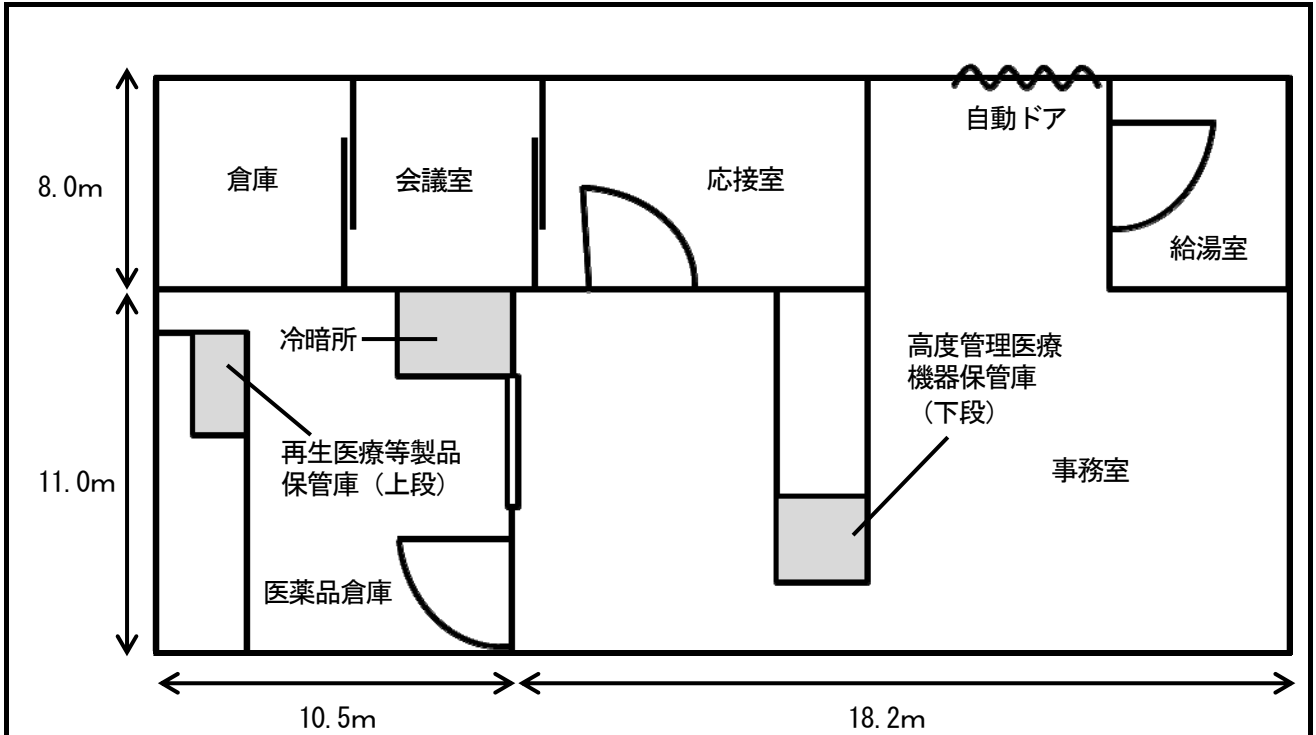 自動ドア
8.0m
倉庫
会議室
応接室
給湯室
冷暗所
高度管理医療
機器保管庫
（下段）
再生医療等製品
保管庫（上段）
11.0m
事務室
医薬品倉庫
10.5m
18.2m